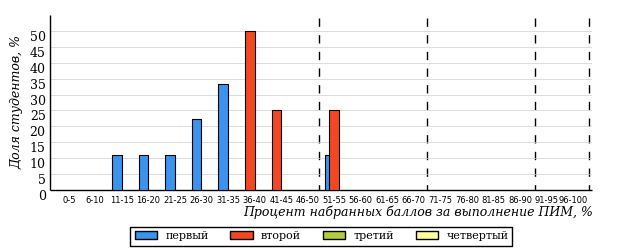 Доля студентов, %
50
45
40
35
30
25
20
15
10
5
0
0-5 6-10 11-15 16-20 21-25 26-30 31-35 36-40 41-45 46-50 51-55 56-60 61-65 66-70 71-75 76-80 81-85 86-90 91-95 96-100
Процент набранных баллов за выполнение ПИМ, %
первый второй третий четвертый